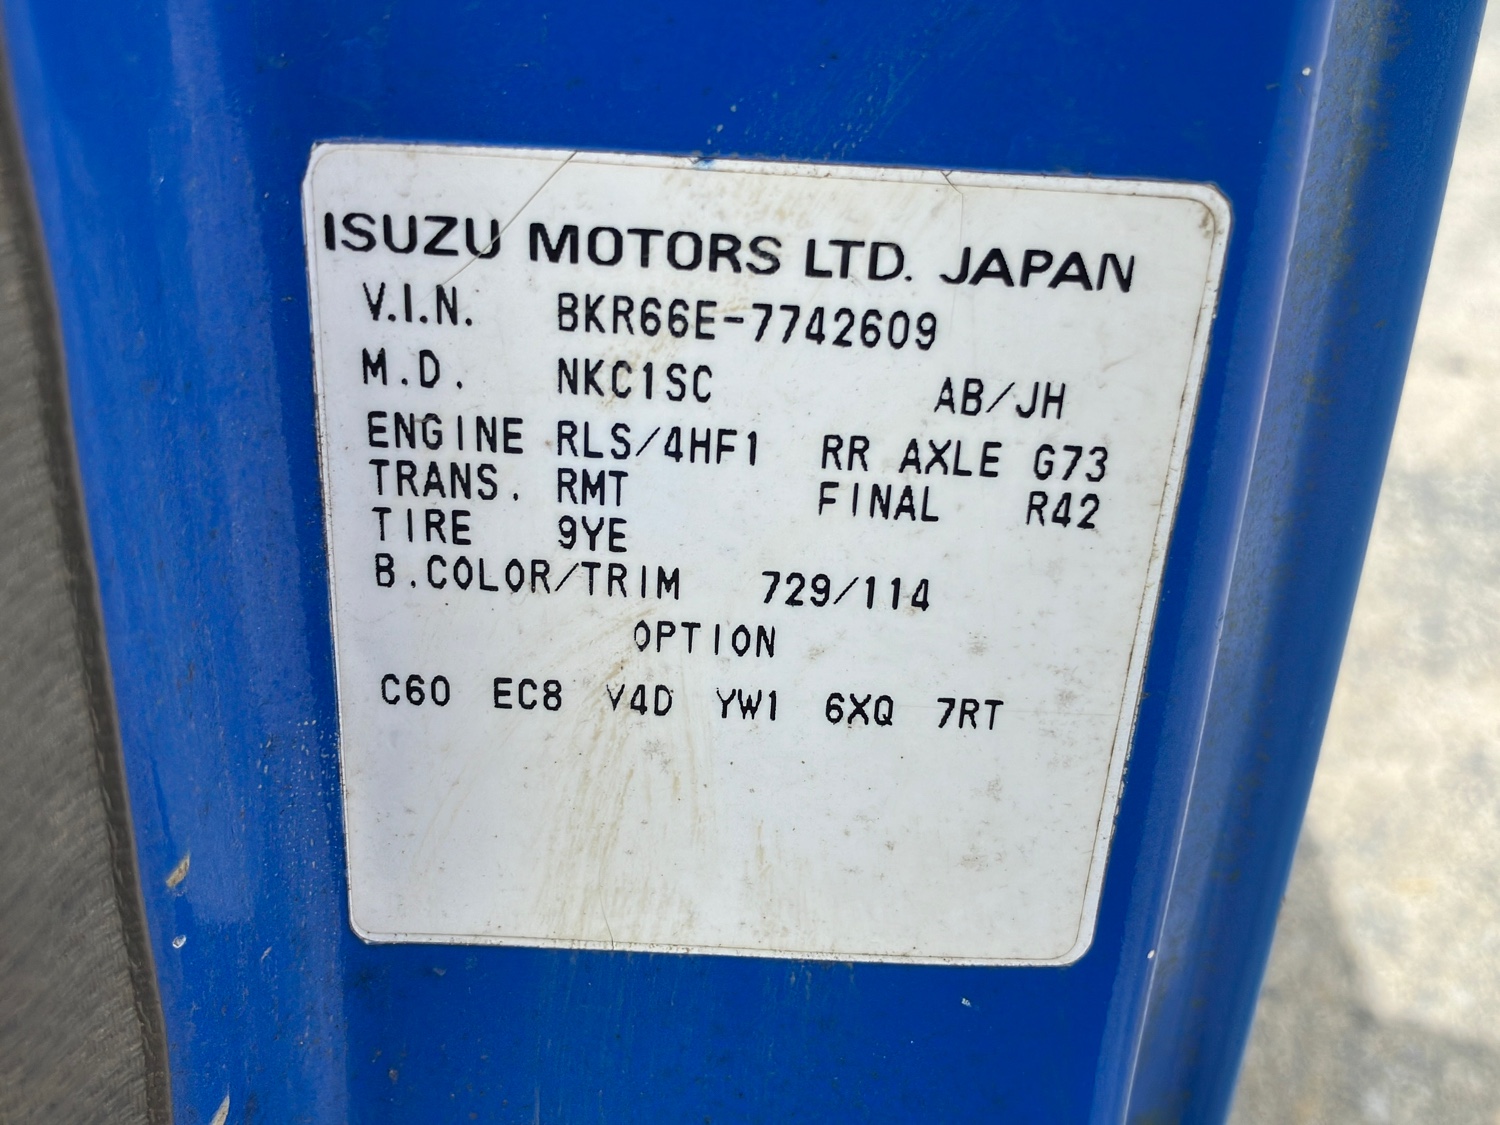 ISUZU MOTORS LTD. JAPAN
V.I.N. BKR66E-7742609
M.D. NKC1SC AB/JH
ENGINE RLS/4HF1 RR AXLE G73
TRANS. RMT FINAL R42
TIRE 9YE
B.COLOR/TRIM 729/114
OPTION
C60 EC8 V4D YW1 6XQ 7RT